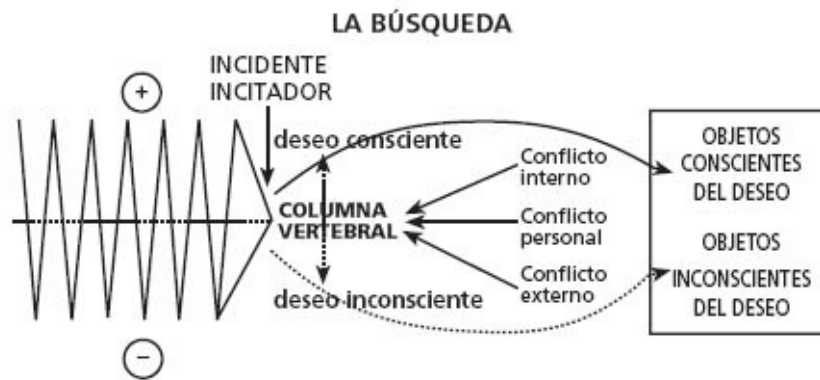 LA BÚSQUEDA
+
INCIDENTE
INCITADOR
deseo consciente
COLUMNA
VERTEBRAL
deseo inconsciente
Conflicto
interno
Conflicto
personal
Conflicto
externo
OBJETOS
CONSCIENTES
DEL DESEO
OBJETOS
INCONSCIENTES
DEL DESEO
−